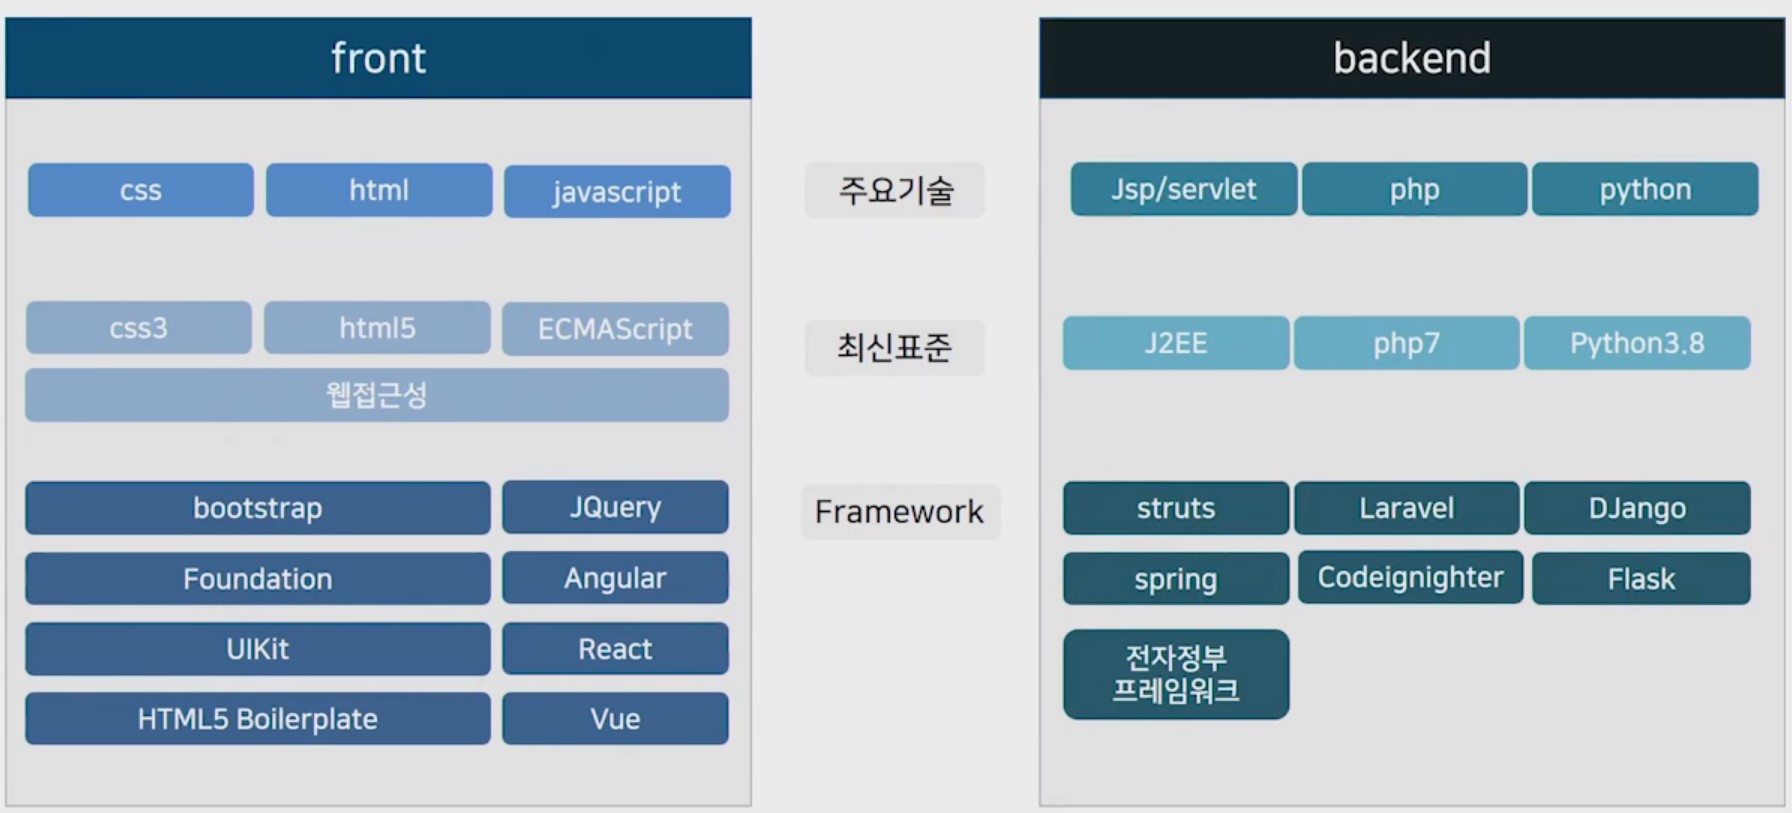 front
backend
css
html
javascript
주요기술
Jsp/servlet
php
python
css3
html5
ECMAScript
웹접근성
최신표준
J2EE
php7
Python3.8
bootstrap
JQuery
Foundation
Angular
UIKit
React
HTML5 Boilerplate
Vue
Framework
struts
Laravel
DJango
spring
Codeignighter
Flask
전자정부
프레임워크